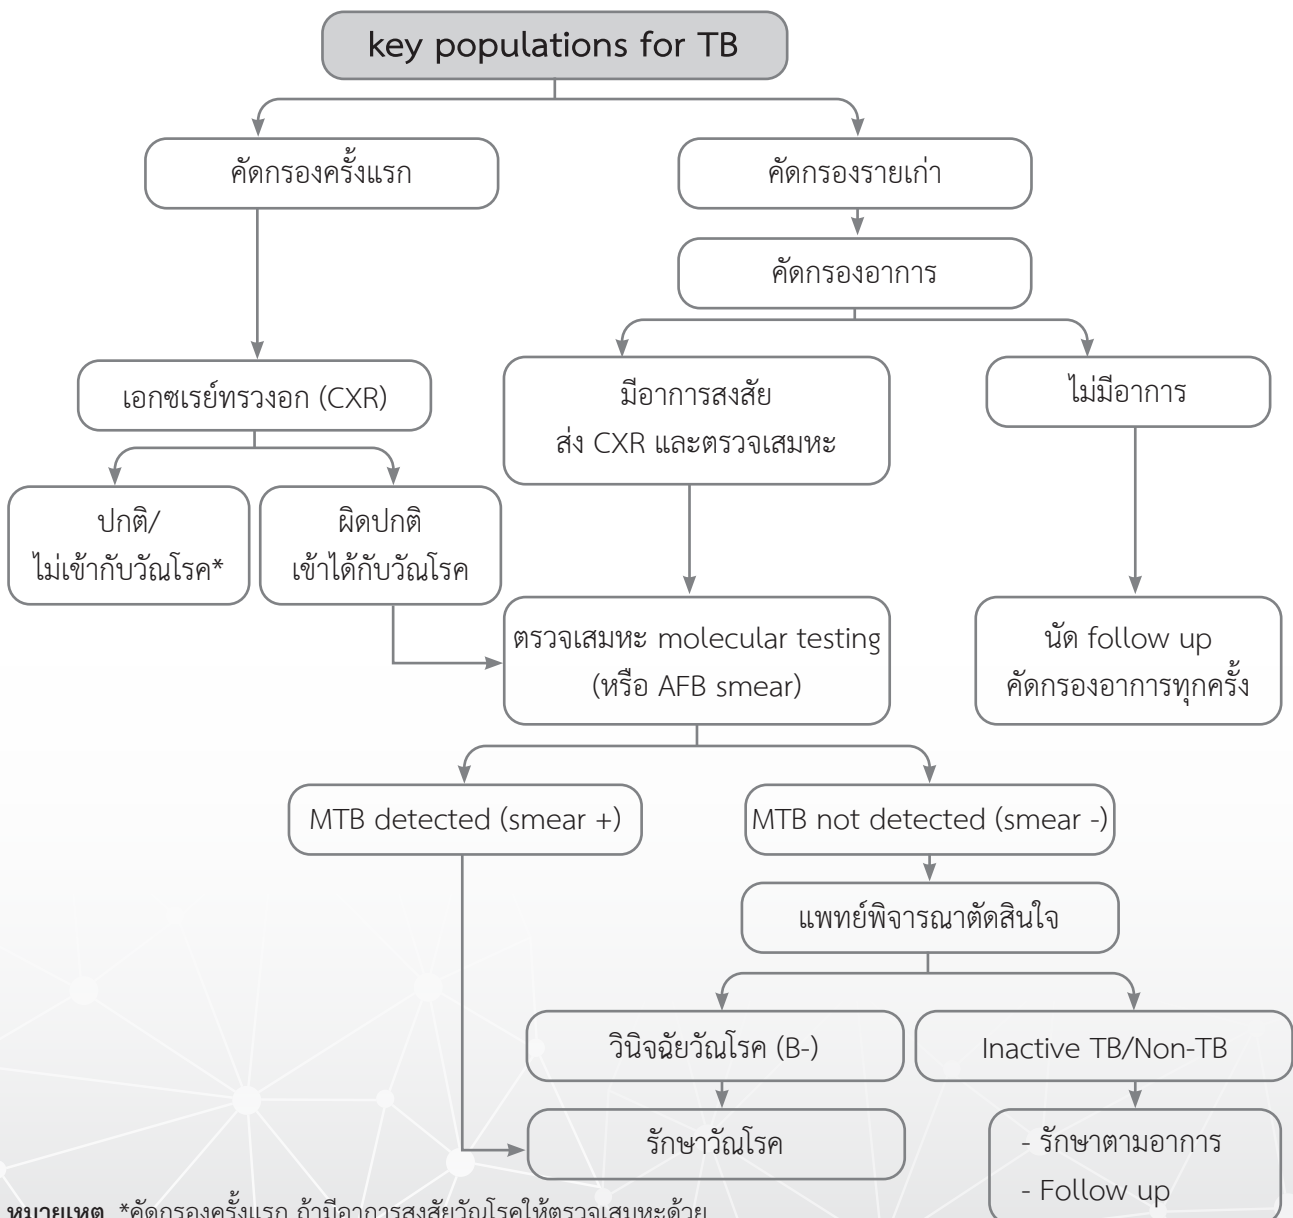 key populations for TB
คัดกรองครั้งแรก
คัดกรองรายเก่า
คัดกรองอาการ
เอกซเรย์ทรวงอก (CXR)
มีอาการสงสัย
ส่ง CXR และตรวจเสมหะ
ไม่มีอาการ
ปกติ/
ไม่เข้ากับวัณโรค*
ผิดปกติ
เข้าได้กับวัณโรค
ตรวจเสมหะ molecular testing
(หรือ AFB smear)
นัด follow up
คัดกรองอาการทุกครั้ง
MTB detected (smear +)
MTB not detected (smear -)
แพทย์พิจารณาตัดสินใจ
วินิจฉัยวัณโรค (B-)
Inactive TB/Non-TB
รักษาวัณโรค
- รักษาตามอาการ
- Follow up
หมายเหตุ *คัดกรองครั้งแรก ถ้ามีอาการสงสัยวัณโรคให้ตรวจเสมหะด้วย